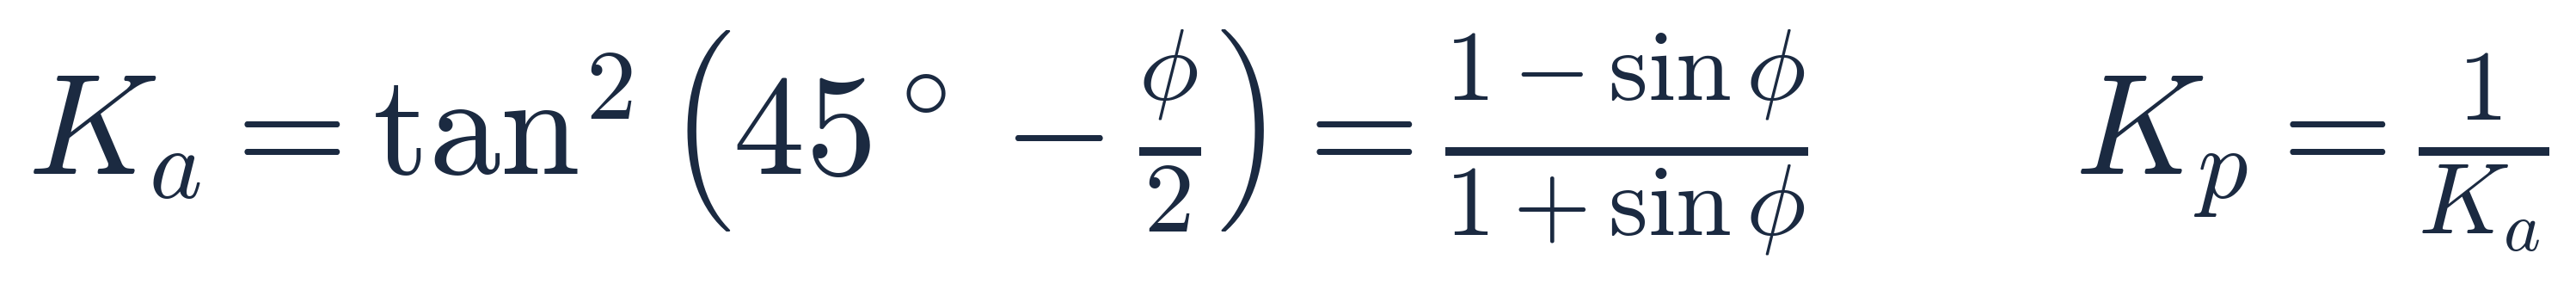 K_a = tan^2 (45° − ϕ/2) = (1 − sin ϕ)/(1 + sin ϕ) K_p = 1/K_a